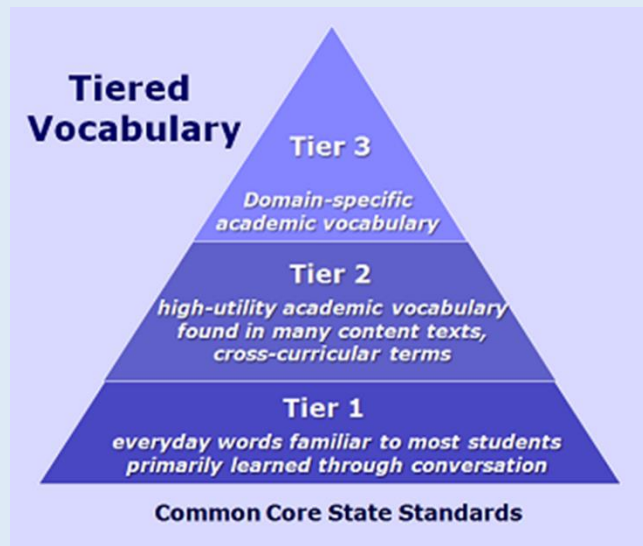 Tiered
Vocabulary
Tier 3
Domain-specific
academic vocabulary
Tier 2
high-utility academic vocabulary
found in many content texts,
cross-curricular terms
Tier 1
everyday words familiar to most students
primarily learned through conversation
Common Core State Standards